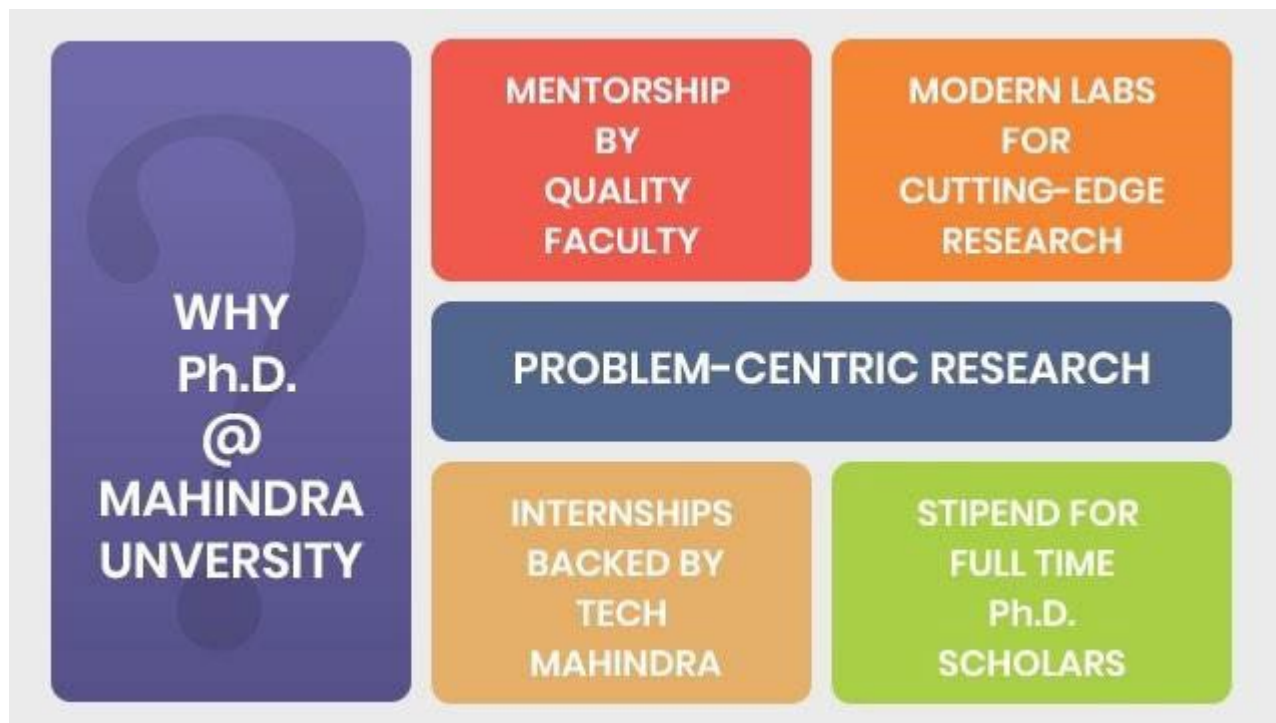 WHY
Ph.D.
@
MAHINDRA
UNVERSITY
MENTORSHIP
BY
QUALITY
FACULTY
MODERN LABS
FOR
CUTTING-EDGE
RESEARCH
PROBLEM-CENTRIC RESEARCH
INTERNSHIPS
BACKED BY
TECH
MAHINDRA
STIPEND FOR
FULL TIME
Ph.D.
SCHOLARS